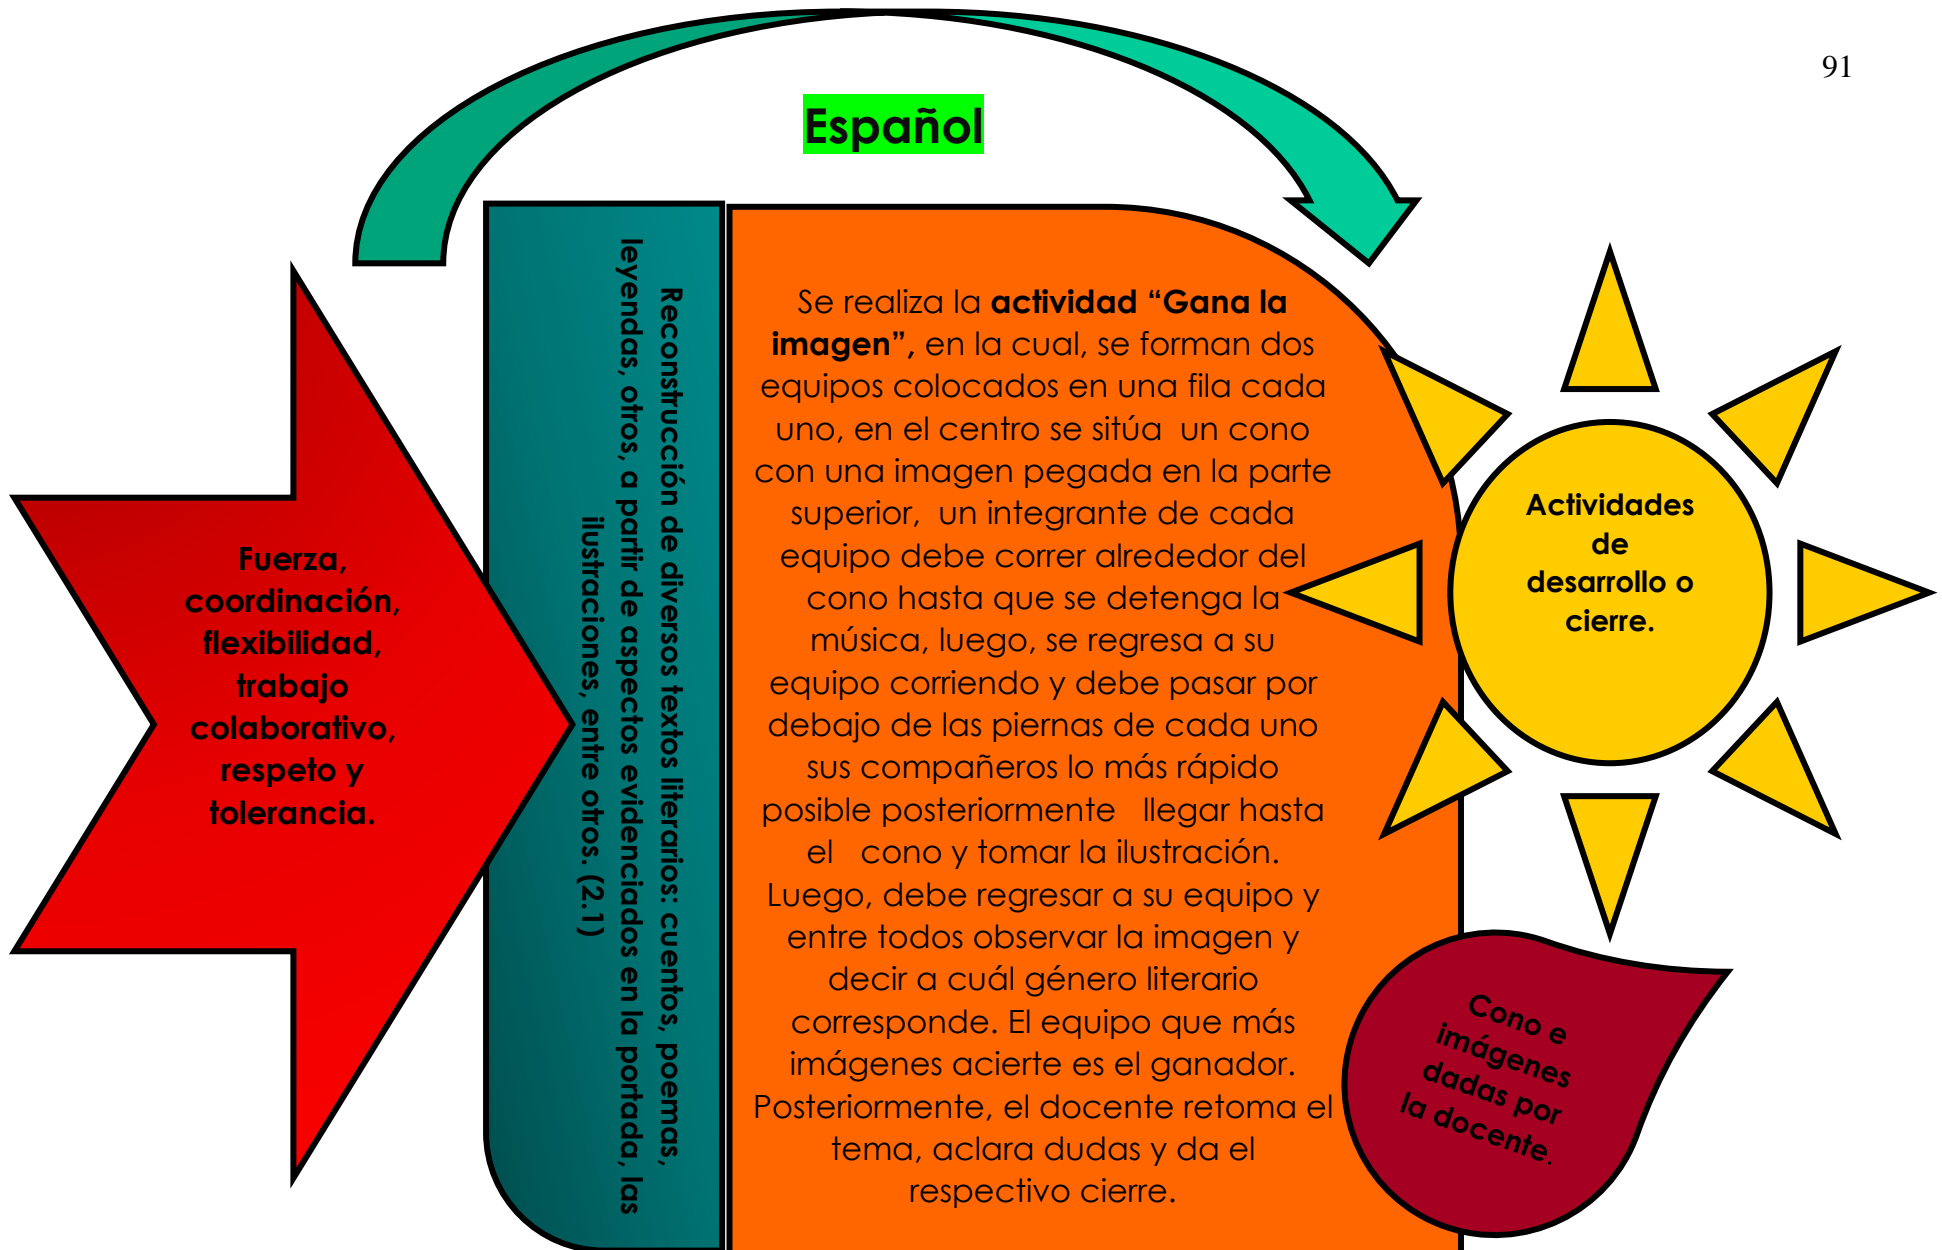 91
Español
Fuerza,
coordinación,
flexibilidad,
trabajo
colaborativo,
respeto y
tolerancia.
Reconstrucción de diversos textos literarios: cuentos, poemas,
leyendas, otros, a partir de aspectos evidenciados en la portada, las
ilustraciones, entre otros. (2.1)
Se realiza la actividad “Gana la
imagen”, en la cual, se forman dos
equipos colocados en una fila cada
uno, en el centro se sitúa un cono
con una imagen pegada en la parte
superior, un integrante de cada
equipo debe correr alrededor del
cono hasta que se detenga la
música, luego, se regresa a su
equipo corriendo y debe pasar por
debajo de las piernas de cada uno
sus compañeros lo más rápido
posible posteriormente llegar hasta
el cono y tomar la ilustración.
Luego, debe regresar a su equipo y
entre todos observar la imagen y
decir a cuál género literario
corresponde. El equipo que más
imágenes acierte es el ganador.
Posteriormente, el docente retoma el
tema, aclara dudas y da el
respectivo cierre.
Actividades
de
desarrollo o
cierre.
Cono e
imágenes
dadas por
la docente.